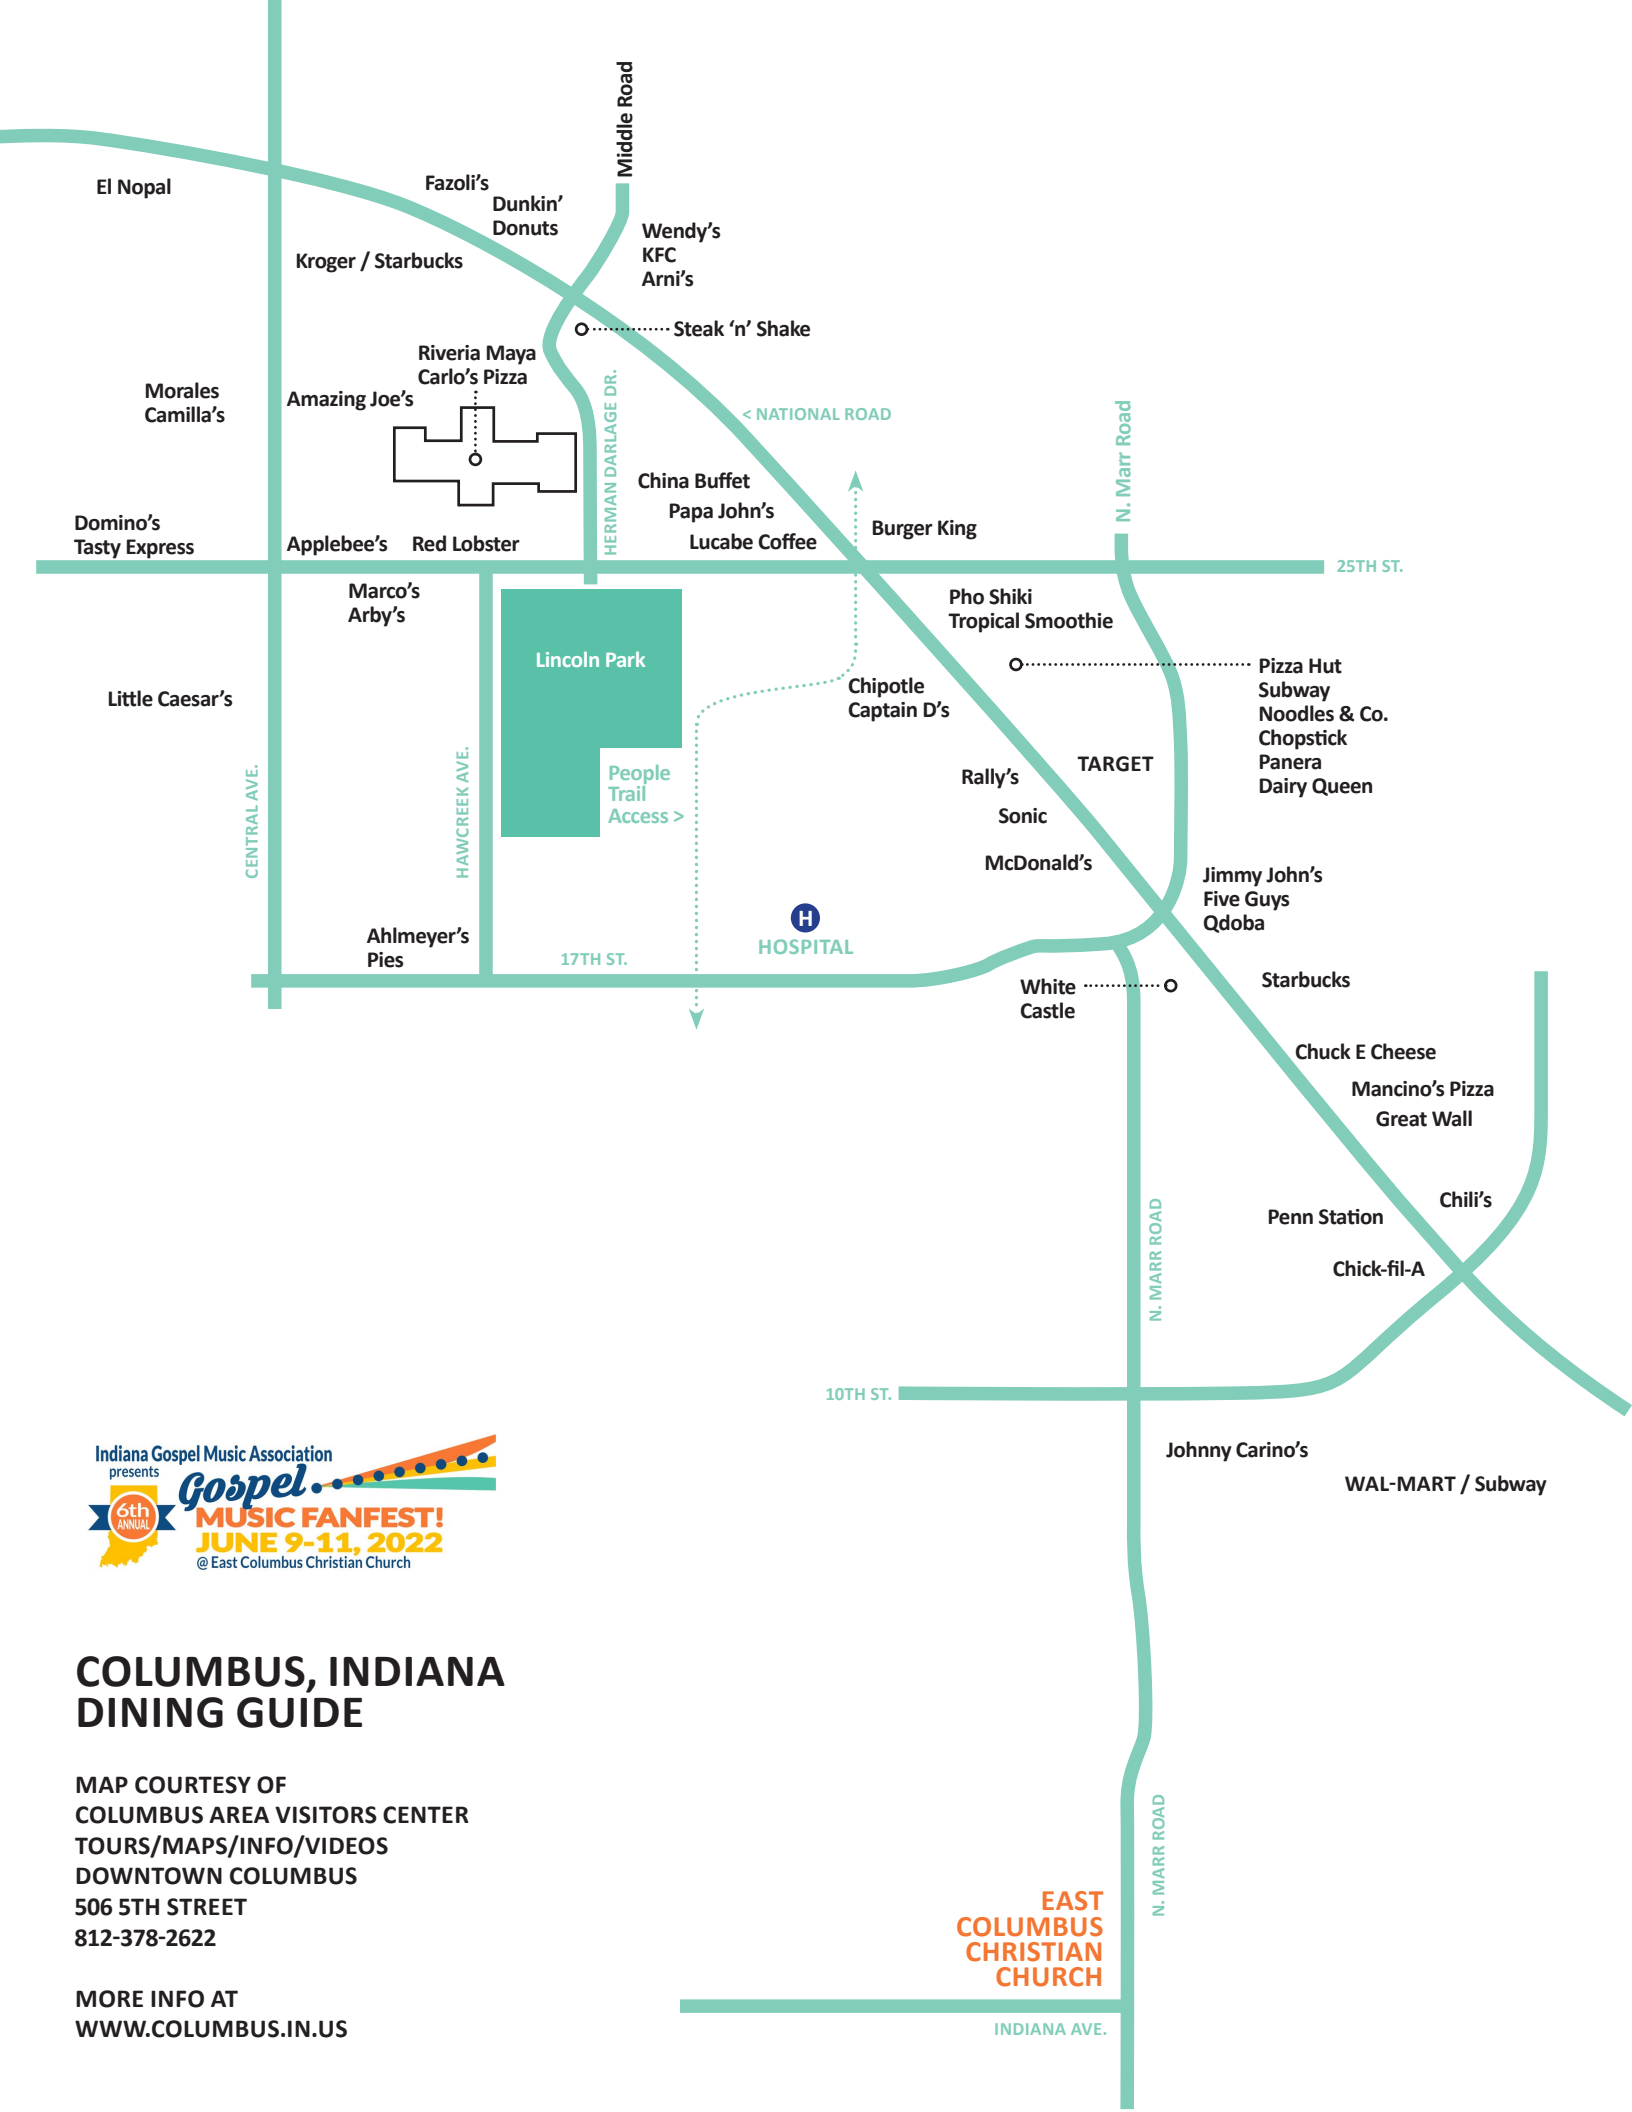 Middle Road
El Nopal
Fazoli's
Dunkin'
Donuts
Wendy's
KFC
Arni's
Kroger / Starbucks
Steak 'n' Shake
Riveria Maya
Carlo's Pizza
Morales
Camilla's
Amazing Joe's
HERMAN DARLAGE DR.
< NATIONAL ROAD
N. Marr Road
China Buffet
Papa John's
Lucabe Coffee
Burger King
Domino's
Tasty Express
Applebee's
Red Lobster
25TH ST.
Marco's
Arby's
Pho Shiki
Tropical Smoothie
Lincoln Park
Pizza Hut
Subway
Noodles & Co.
Chopstick
Panera
Dairy Queen
Little Caesar's
Chipotle
Captain D's
CENTRAL AVE.
HAWCREEK AVE.
People
Trail
Access >
Rally's
TARGET
Sonic
McDonald's
Jimmy John's
Five Guys
Qdoba
H
HOSPITAL
Ahlmeyer's
Pies
17TH ST.
White
Castle
Starbucks
Chuck E Cheese
Mancino's Pizza
Great Wall
Chili's
Penn Station
N. MARR ROAD
Chick-fil-A
10TH ST.
Johnny Carino's
WAL-MART / Subway
Indiana Gospel Music Association
presents
Gospel
6th
ANNUAL
MUSIC FANFEST!
JUNE 9-11, 2022
@ East Columbus Christian Church
COLUMBUS, INDIANA
DINING GUIDE
MAP COURTESY OF
COLUMBUS AREA VISITORS CENTER
TOURS/MAPS/INFO/VIDEOS
DOWNTOWN COLUMBUS
506 5TH STREET
812-378-2622
MORE INFO AT
WWW.COLUMBUS.IN.US
N. MARR ROAD
EAST
COLUMBUS
CHRISTIAN
CHURCH
INDIANA AVE.